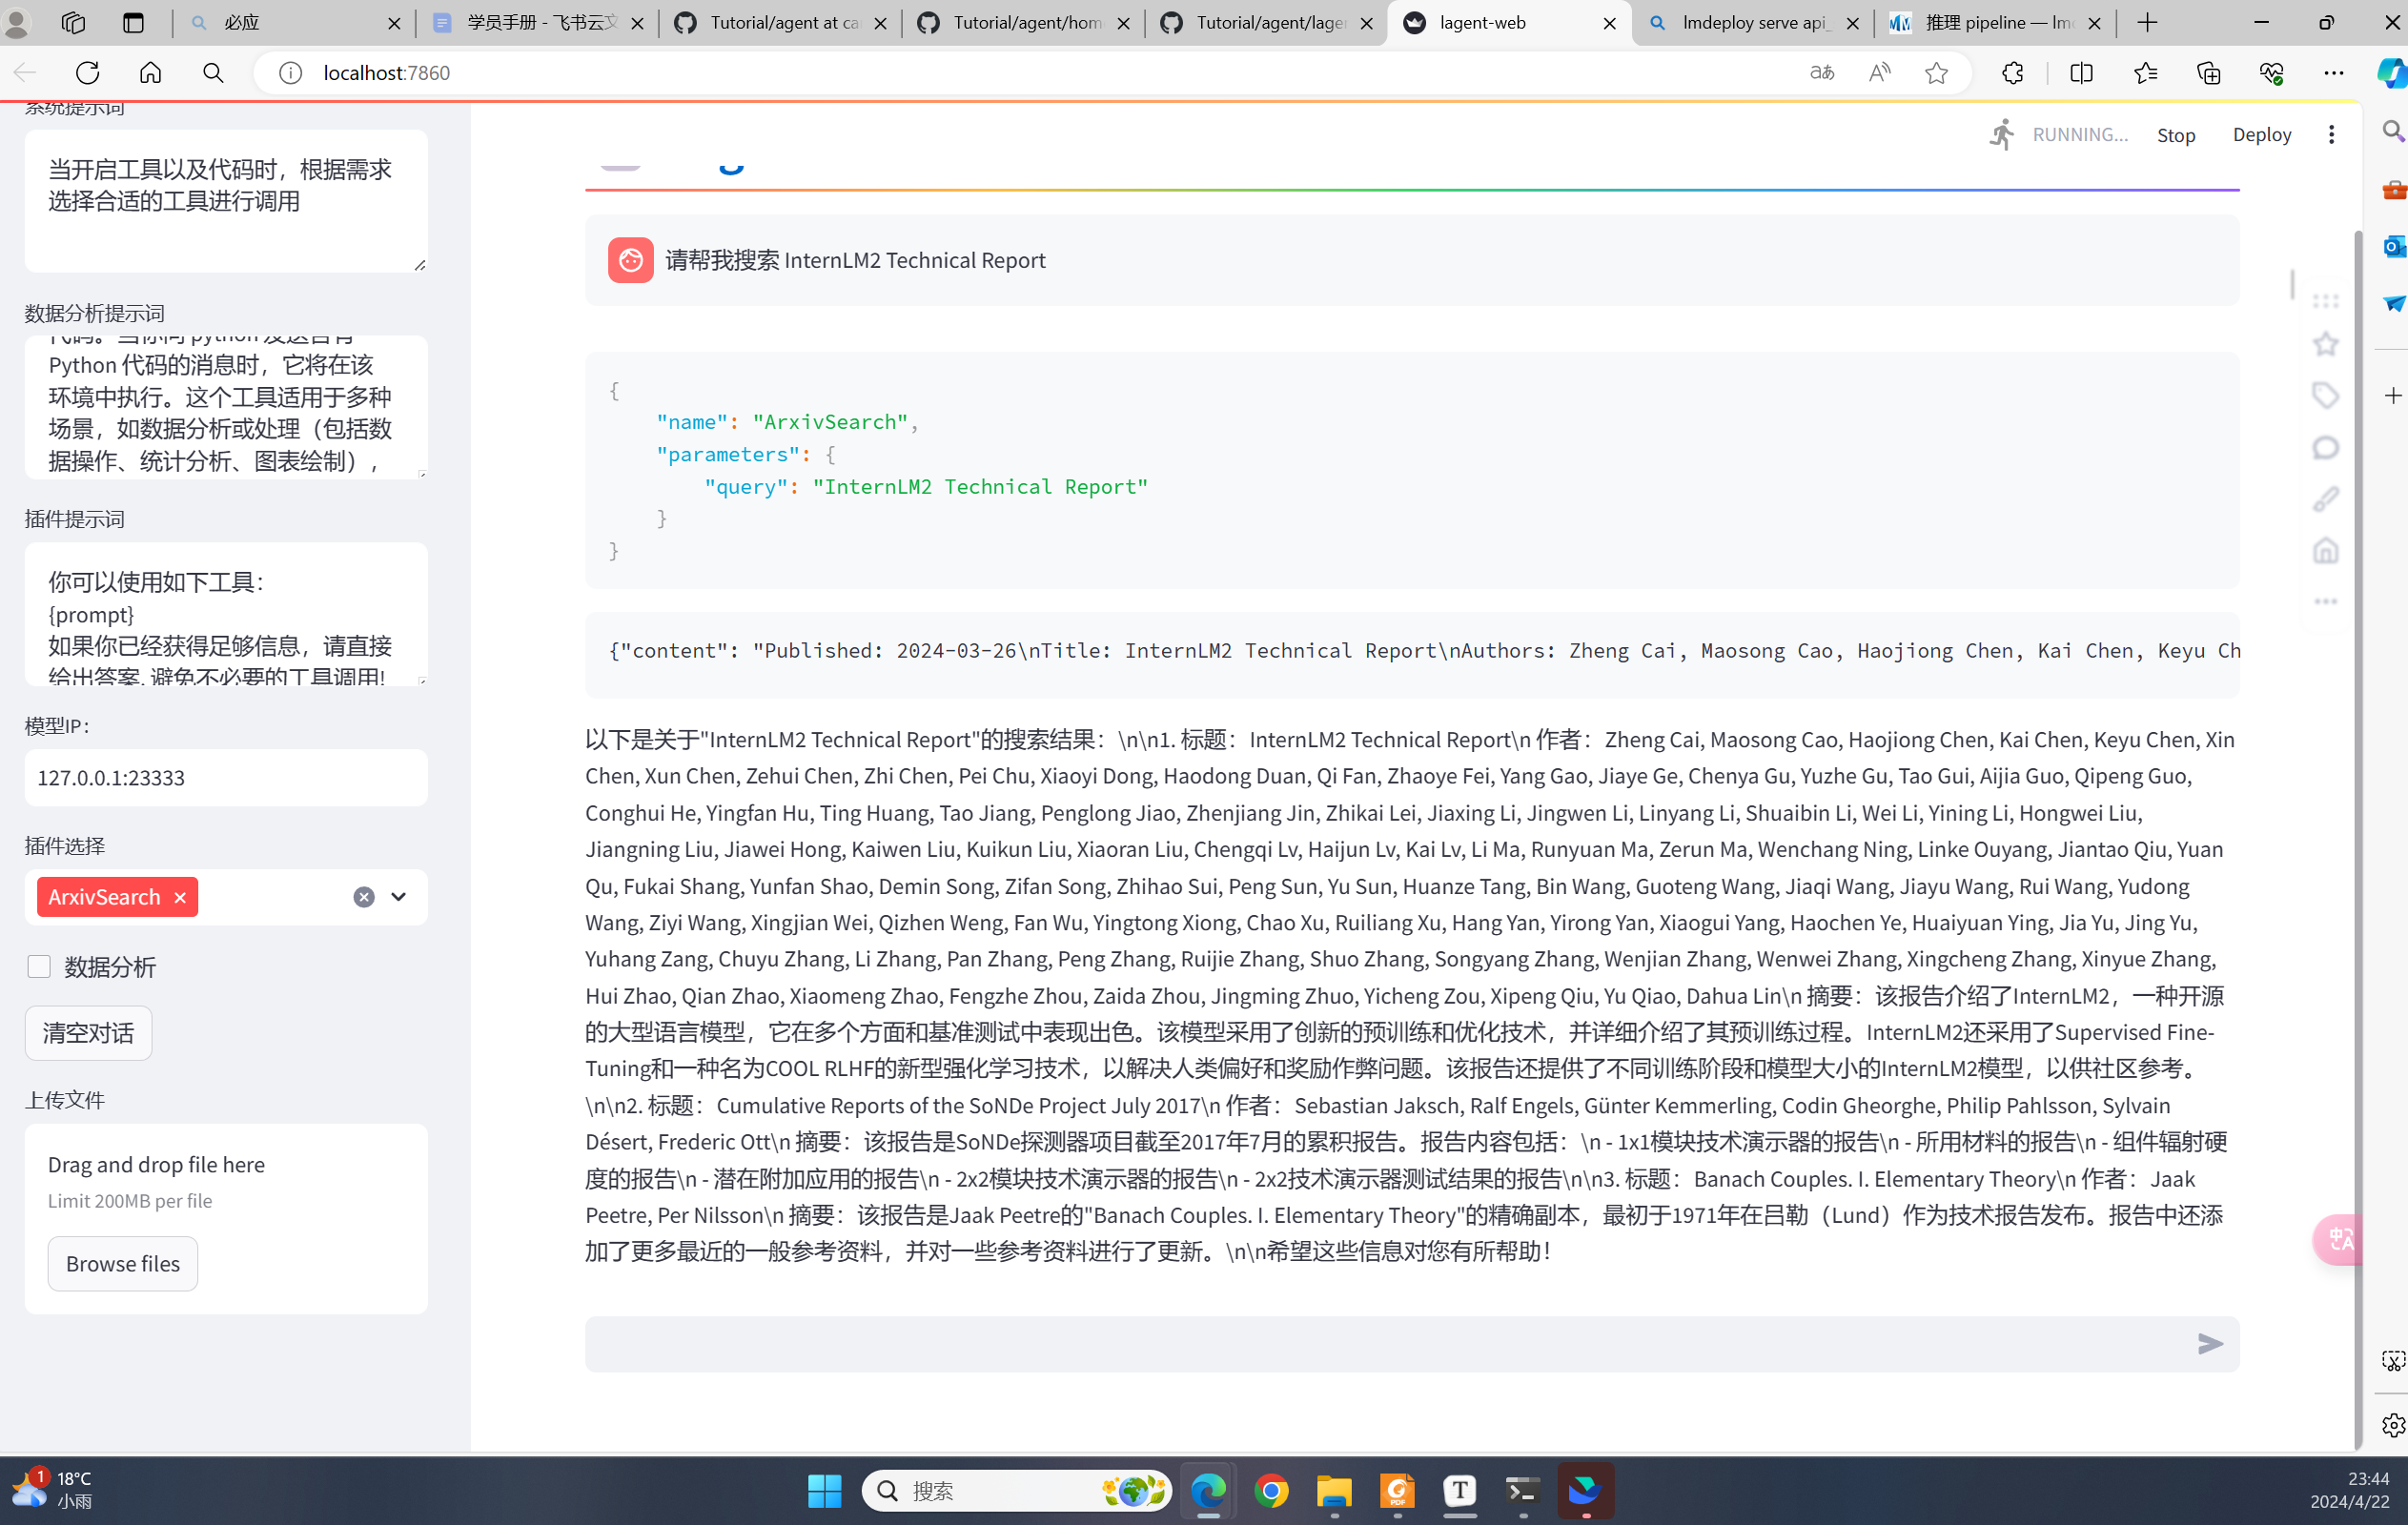 必应
学员手册 - 飞书云文
Tutorial/agent at ca
Tutorial/agent/hom
Tutorial/agent/lage
lagent-web
lmdeploy serve api_
推理 pipeline — lm
localhost:7860
RUNNING...
Stop
Deploy
系统提示词
当开启工具以及代码时，根据需求
选择合适的工具进行调用
数据分析提示词
代码。当你向 python 发送含有
Python 代码的消息时，它将在该
环境中执行。这个工具适用于多种
场景，如数据分析或处理（包括数
据操作、统计分析、图表绘制），
插件提示词
你可以使用如下工具：
{prompt}
如果你已经获得足够信息，请直接
给出答案. 避免不必要的工具调用!
模型IP：
127.0.0.1:23333
插件选择
ArxivSearch
数据分析
清空对话
上传文件
Drag and drop file here
Limit 200MB per file
Browse files
请帮我搜索 InternLM2 Technical Report
{
"name": "ArxivSearch",
"parameters": {
"query": "InternLM2 Technical Report"
}
}
{"content": "Published: 2024-03-26\nTitle: InternLM2 Technical Report\nAuthors: Zheng Cai, Maosong Cao, Haojiong Chen, Kai Chen, Keyu Ch
以下是关于"InternLM2 Technical Report"的搜索结果：\n\n1. 标题：InternLM2 Technical Report\n 作者：Zheng Cai, Maosong Cao, Haojiong Chen, Kai Chen, Keyu Chen, Xin
Chen, Xun Chen, Zehui Chen, Zhi Chen, Pei Chu, Xiaoyi Dong, Haodong Duan, Qi Fan, Zhaoye Fei, Yang Gao, Jiaye Ge, Chenya Gu, Yuzhe Gu, Tao Gui, Aijia Guo, Qipeng Guo,
Conghui He, Yingfan Hu, Ting Huang, Tao Jiang, Penglong Jiao, Zhenjiang Jin, Zhikai Lei, Jiaxing Li, Jingwen Li, Linyang Li, Shuaibin Li, Wei Li, Yining Li, Hongwei Liu,
Jiangning Liu, Jiawei Hong, Kaiwen Liu, Kuikun Liu, Xiaoran Liu, Chengqi Lv, Haijun Lv, Kai Lv, Li Ma, Runyuan Ma, Zerun Ma, Wenchang Ning, Linke Ouyang, Jiantao Qiu, Yuan
Qu, Fukai Shang, Yunfan Shao, Demin Song, Zifan Song, Zhihao Sui, Peng Sun, Yu Sun, Huanze Tang, Bin Wang, Guoteng Wang, Jiaqi Wang, Jiayu Wang, Rui Wang, Yudong
Wang, Ziyi Wang, Xingjian Wei, Qizhen Weng, Fan Wu, Yingtong Xiong, Chao Xu, Ruiliang Xu, Hang Yan, Yirong Yan, Xiaogui Yang, Haochen Ye, Huaiyuan Ying, Jia Yu, Jing Yu,
Yuhang Zang, Chuyu Zhang, Li Zhang, Pan Zhang, Peng Zhang, Ruijie Zhang, Shuo Zhang, Songyang Zhang, Wenjian Zhang, Wenwei Zhang, Xingcheng Zhang, Xinyue Zhang,
Hui Zhao, Qian Zhao, Xiaomeng Zhao, Fengzhe Zhou, Zaida Zhou, Jingming Zhuo, Yicheng Zou, Xipeng Qiu, Yu Qiao, Dahua Lin\n 摘要：该报告介绍了InternLM2，一种开源
的大型语言模型，它在多个方面和基准测试中表现出色。该模型采用了创新的预训练和优化技术，并详细介绍了其预训练过程。InternLM2还采用了Supervised Fine-
Tuning和一种名为COOL RLHF的新型强化学习技术，以解决人类偏好和奖励作弊问题。该报告还提供了不同训练阶段和模型大小的InternLM2模型，以供社区参考。
\n\n2. 标题：Cumulative Reports of the SoNDe Project July 2017\n 作者：Sebastian Jaksch, Ralf Engels, Günter Kemmerling, Codin Gheorghe, Philip Pahlsson, Sylvain
Désert, Frederic Ott\n 摘要：该报告是SoNDe探测器项目截至2017年7月的累积报告。报告内容包括：\n - 1x1模块技术演示器的报告\n - 所用材料的报告\n - 组件辐射硬
度的报告\n - 潜在附加应用的报告\n - 2x2模块技术演示器的报告\n - 2x2技术演示器测试结果的报告\n\n3. 标题：Banach Couples. I. Elementary Theory\n 作者：Jaak
Peetre, Per Nilsson\n 摘要：该报告是Jaak Peetre的"Banach Couples. I. Elementary Theory"的精确副本，最初于1971年在吕勒（Lund）作为技术报告发布。报告中还添
加了更多最近的一般参考资料，并对一些参考资料进行了更新。\n\n希望这些信息对您有所帮助！
1
18°C
小雨
搜索
23:44
2024/4/22